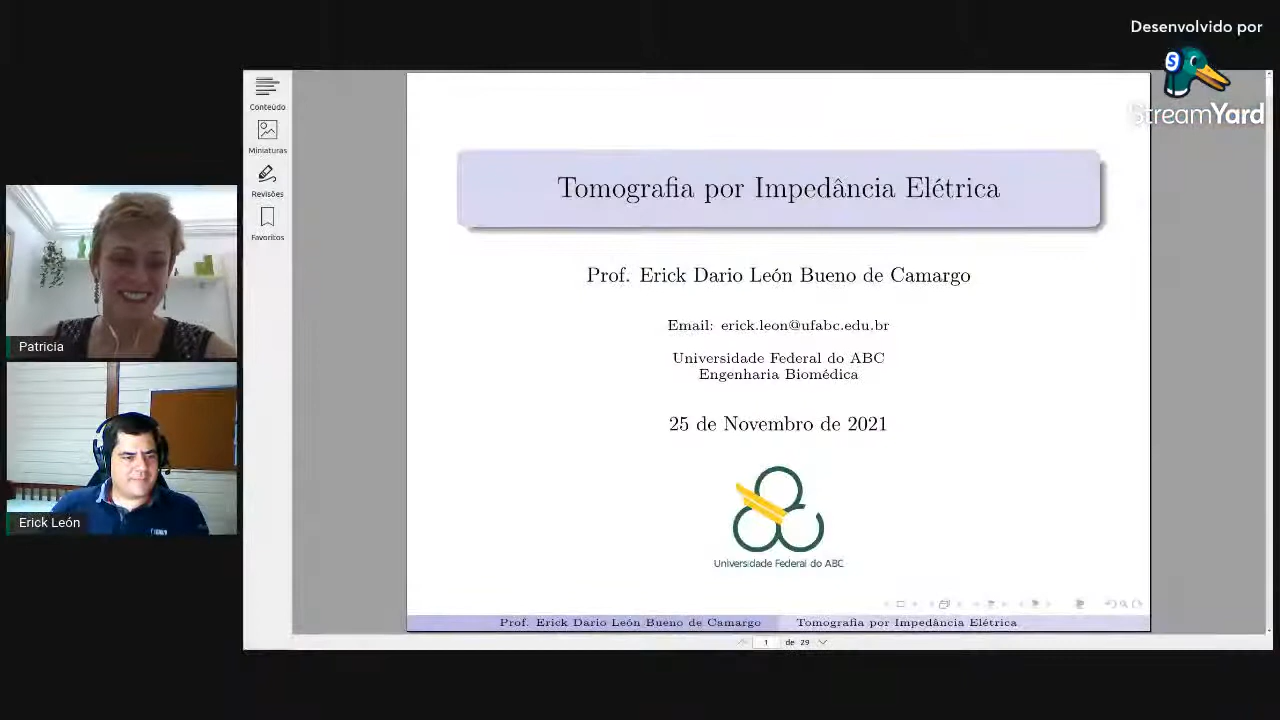 Desenvolvido por
StreamYard
Conteúdo
Miniaturas
Revisões
Favoritos
Tomografia por Impedância Elétrica
Prof. Erick Dario León Bueno de Camargo
Email: erick.leon@ufabc.edu.br
Universidade Federal do ABC
Engenharia Biomédica
25 de Novembro de 2021
Universidade Federal do ABC
Prof. Erick Dario León Bueno de Camargo
Tomografia por Impedância Elétrica
1 de 29
Patricia
Erick León